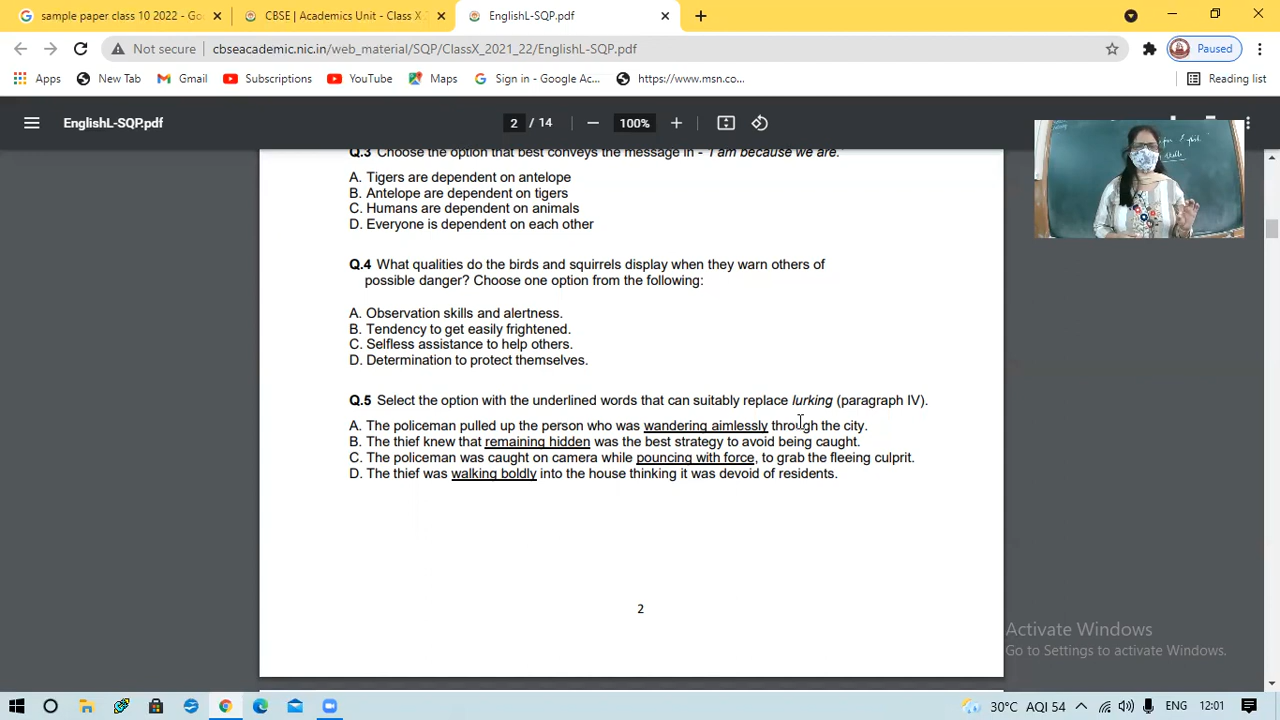 sample paper class 10 2022 - Go
CBSE | Academics Unit - Class X
EnglishL-SQP.pdf
Not secure
cbseacademic.nic.in/web_material/SQP/ClassX_2021_22/EnglishL-SQP.pdf
Paused
Apps
New Tab
Gmail
Subscriptions
YouTube
Maps
Sign in - Google Ac...
https://www.msn.co...
Reading list
EnglishL-SQP.pdf
2 / 14
100%
Q.3 Choose the option that best conveys the message in - 'I am because we are.'
A. Tigers are dependent on antelope
B. Antelope are dependent on tigers
C. Humans are dependent on animals
D. Everyone is dependent on each other
Q.4 What qualities do the birds and squirrels display when they warn others of
possible danger? Choose one option from the following:
A. Observation skills and alertness.
B. Tendency to get easily frightened.
C. Selfless assistance to help others.
D. Determination to protect themselves.
Q.5 Select the option with the underlined words that can suitably replace lurking (paragraph IV).
A. The policeman pulled up the person who was wandering aimlessly through the city.
B. The thief knew that remaining hidden was the best strategy to avoid being caught.
C. The policeman was caught on camera while pouncing with force, to grab the fleeing culprit.
D. The thief was walking boldly into the house thinking it was devoid of residents.
2
Activate Windows
Go to Settings to activate Windows.
30°C AQI 54
ENG
12:01